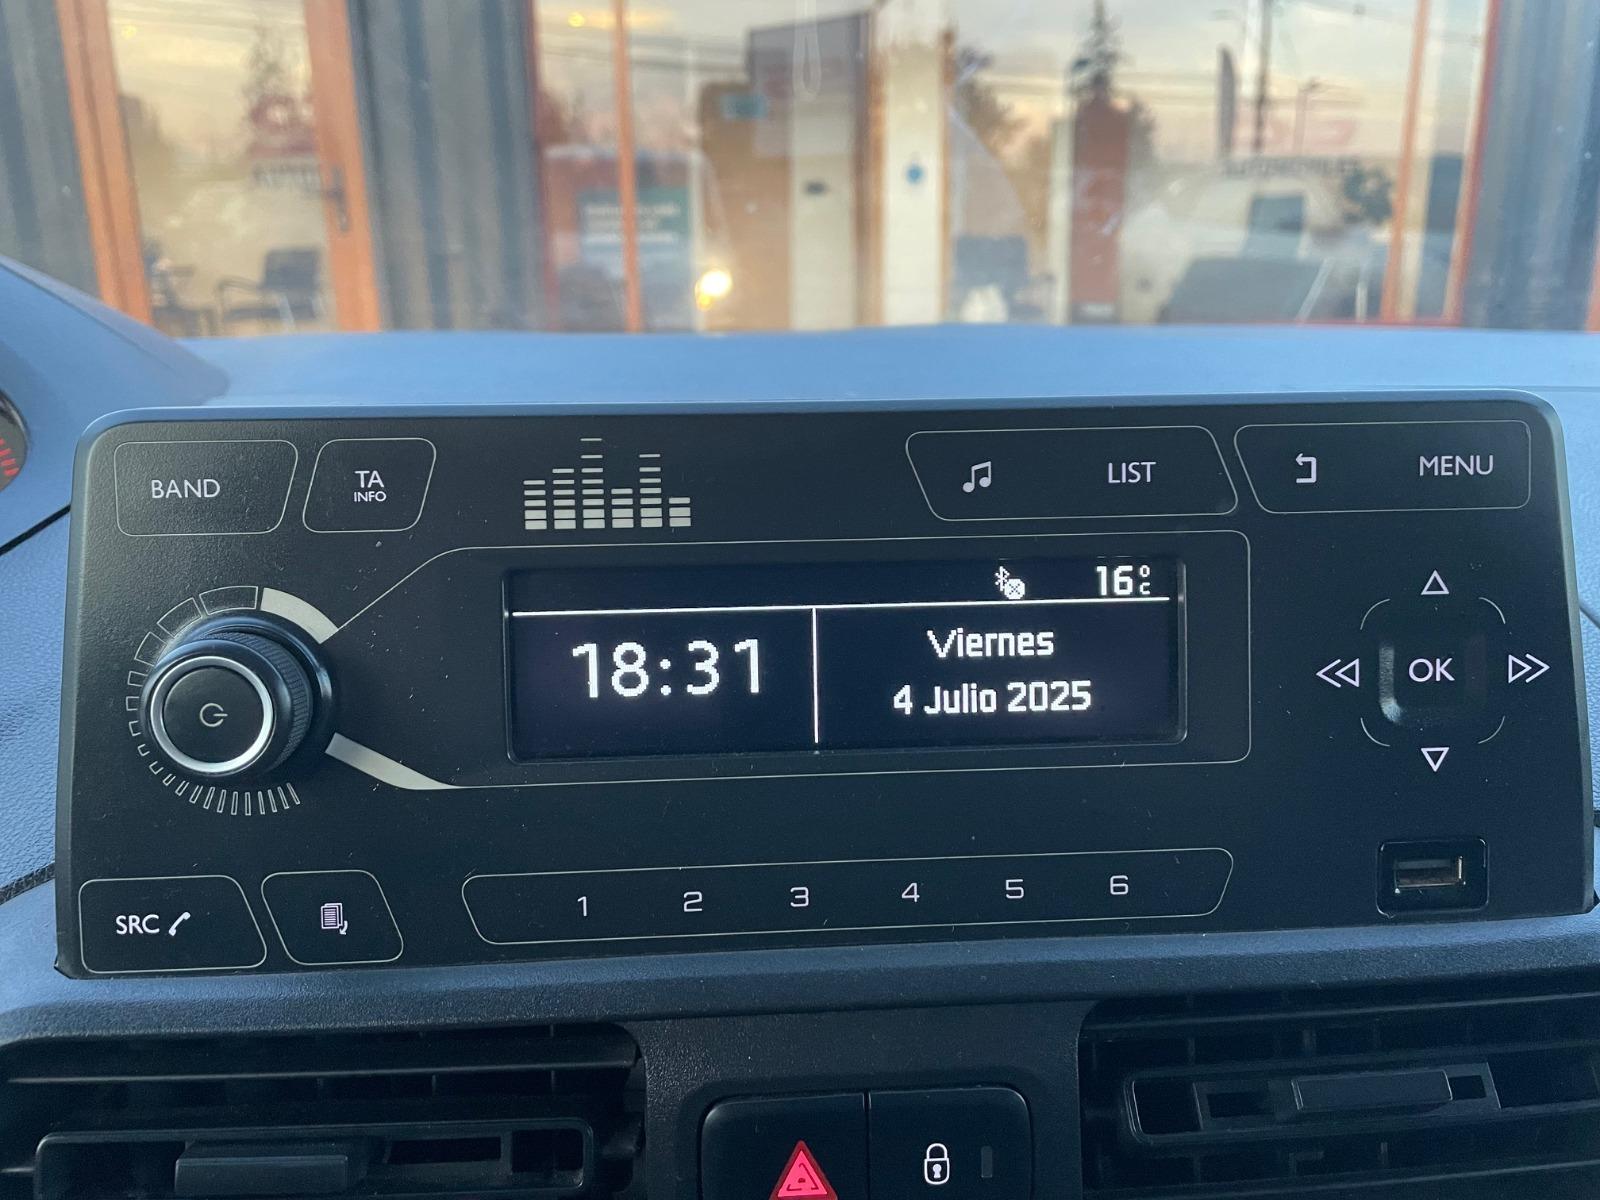 BAND
TA
INFO
LIST
MENU
16°C
18:31
Viernes
4 Julio 2025
OK
SRC
1 2 3 4 5 6